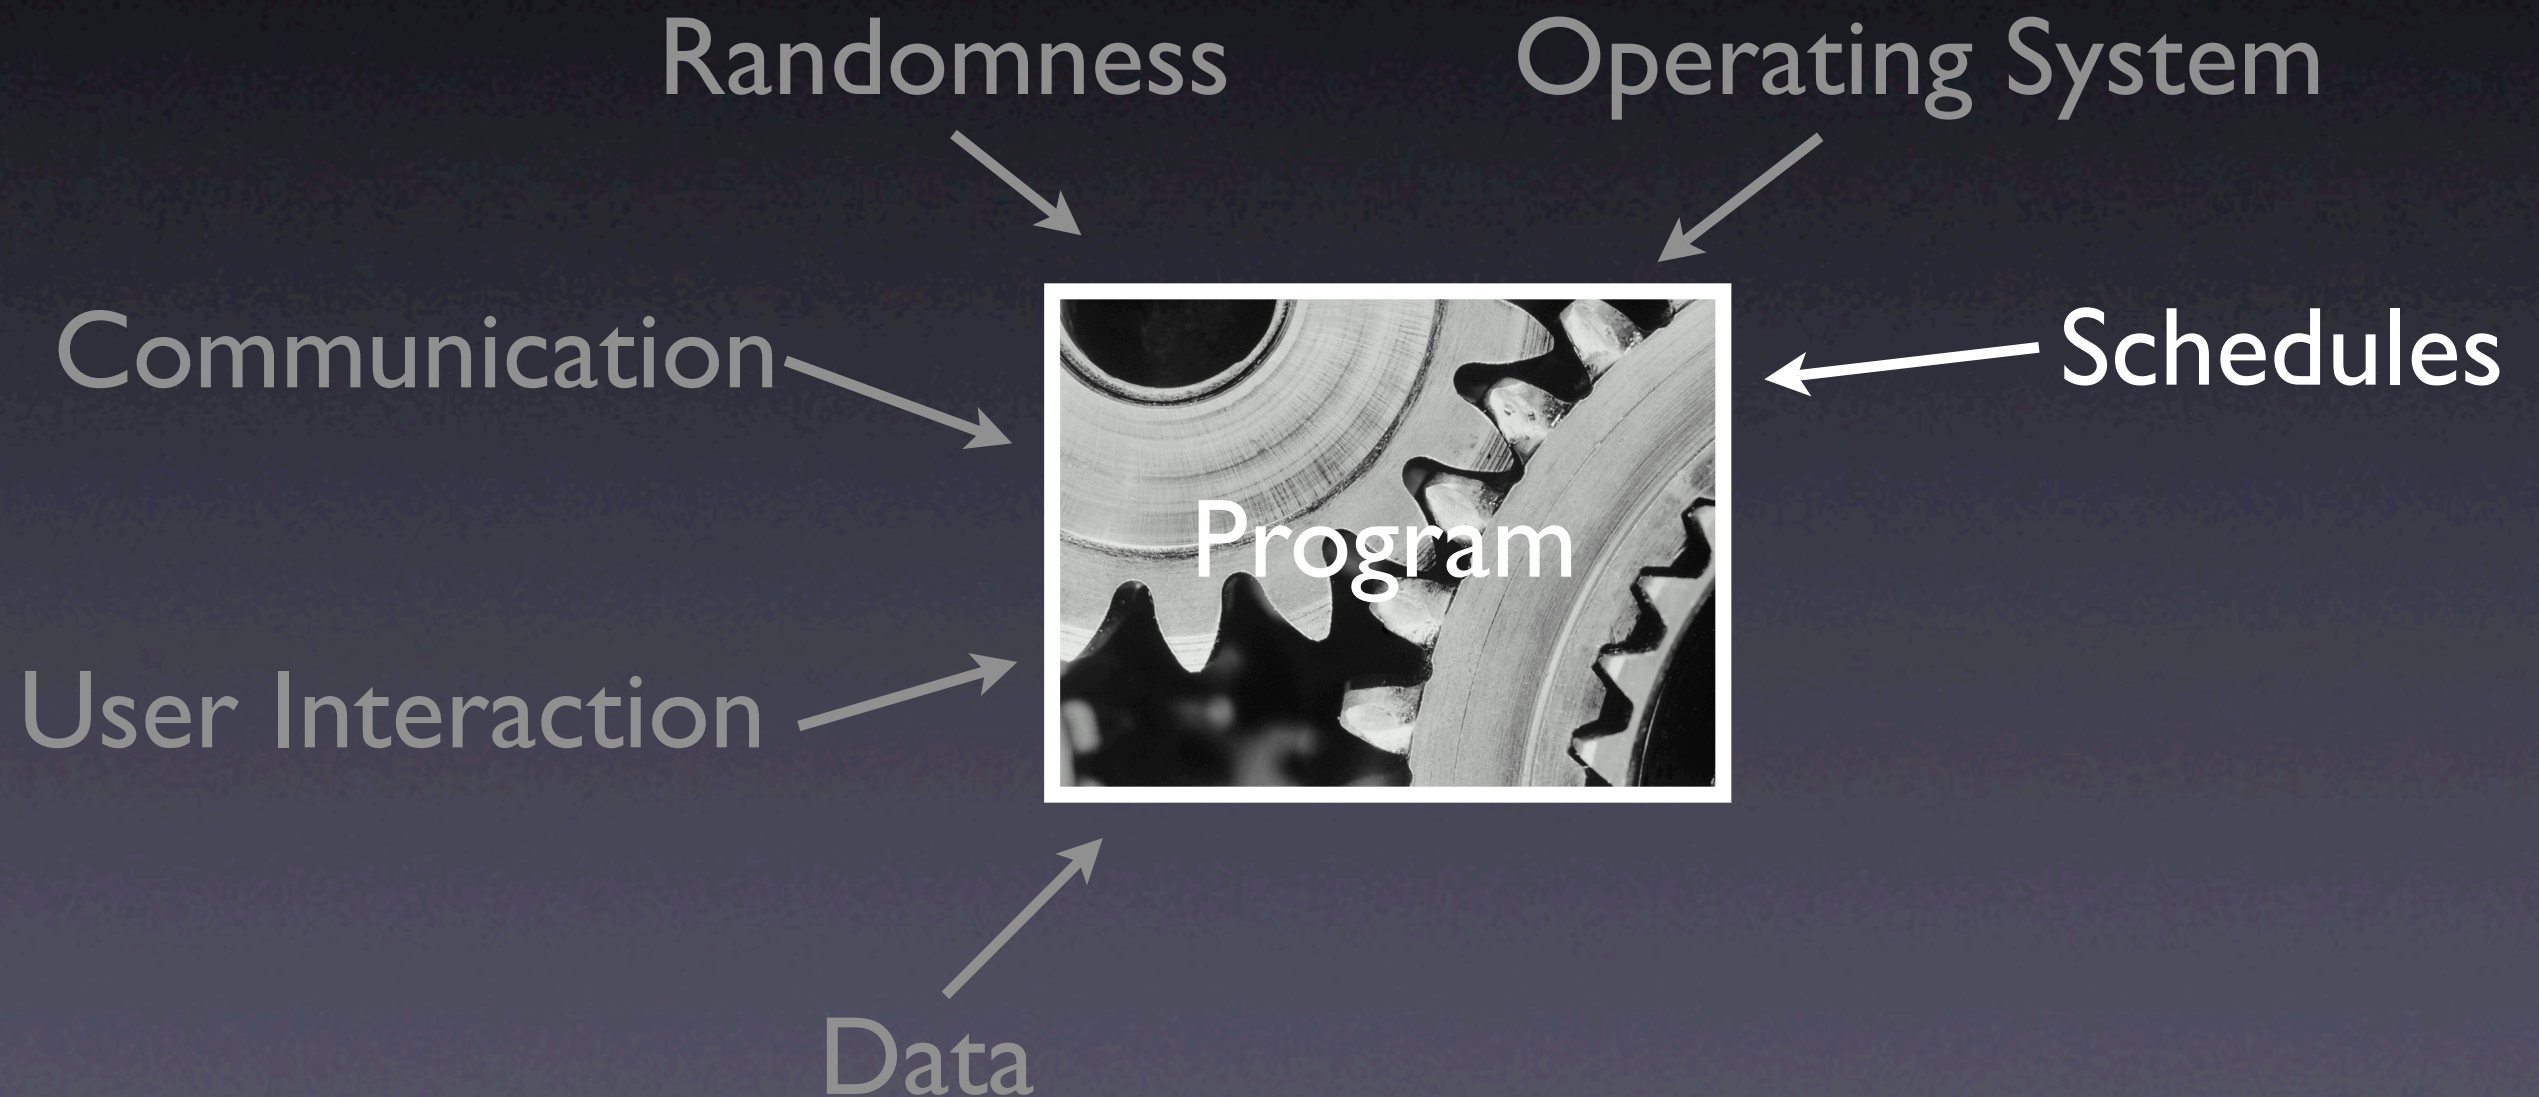 Randomness
Operating System
Communication
Schedules
Program
User Interaction
Data